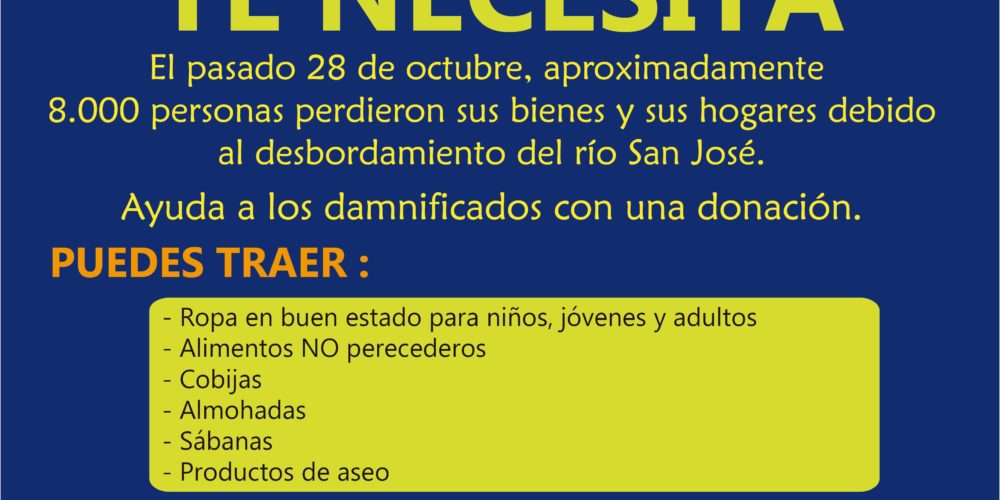 TE NECESITA
El pasado 28 de octubre, aproximadamente
8.000 personas perdieron sus bienes y sus hogares debido
al desbordamiento del río San José.
Ayuda a los damnificados con una donación.
PUEDES TRAER :
- Ropa en buen estado para niños, jóvenes y adultos
- Alimentos NO perecederos
- Cobijas
- Almohadas
- Sábanas
- Productos de aseo